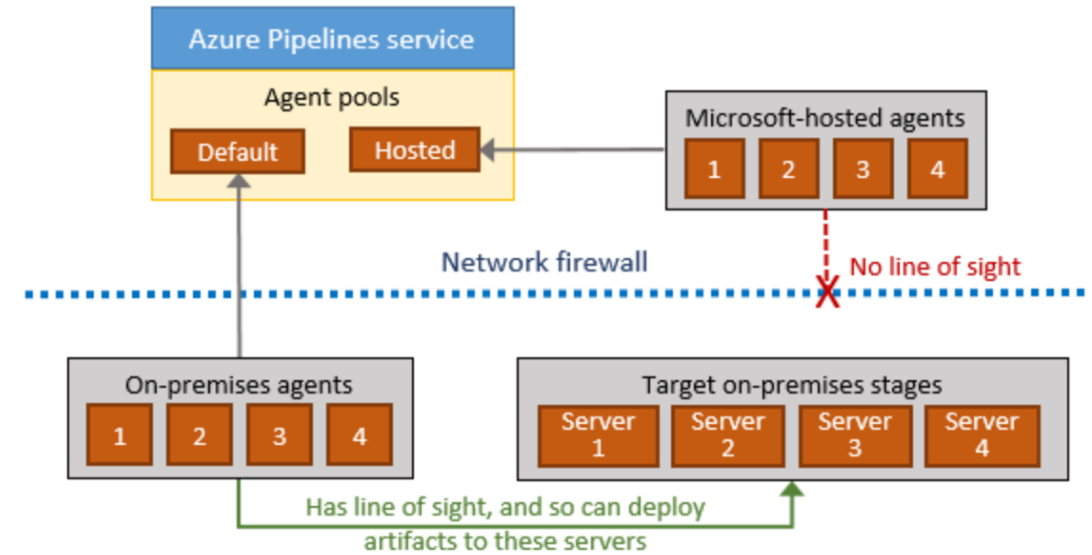 Azure Pipelines service
Agent pools
Default
Hosted
Microsoft-hosted agents
1 2 3 4
Network firewall
No line of sight
X
On-premises agents
1 2 3 4
Target on-premises stages
Server 1
Server 2
Server 3
Server 4
Has line of sight, and so can deploy
artifacts to these servers